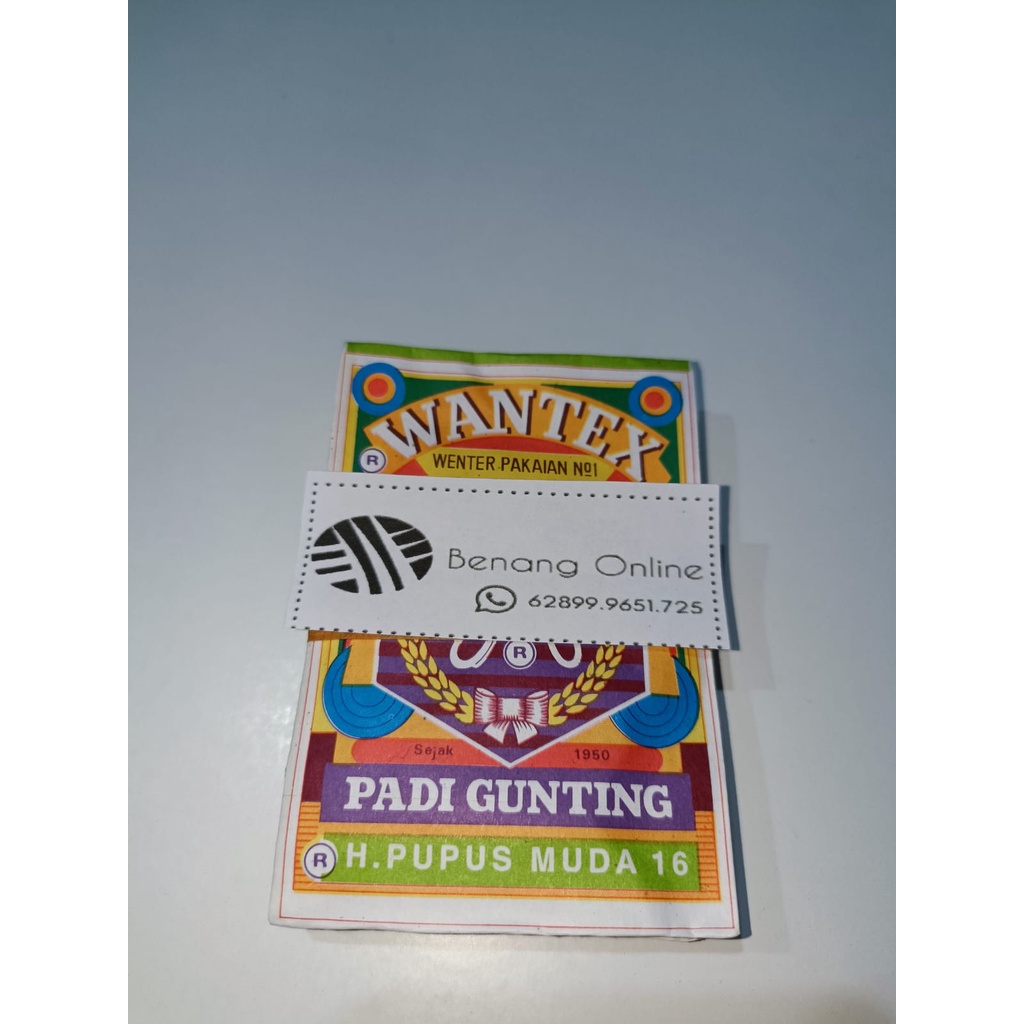 WANTEX
®
WENTER PAKAIAN №1
Benang Online
62899.9651.725
®
Sejak 1950
PADI GUNTING
® H.PUPUS MUDA 16